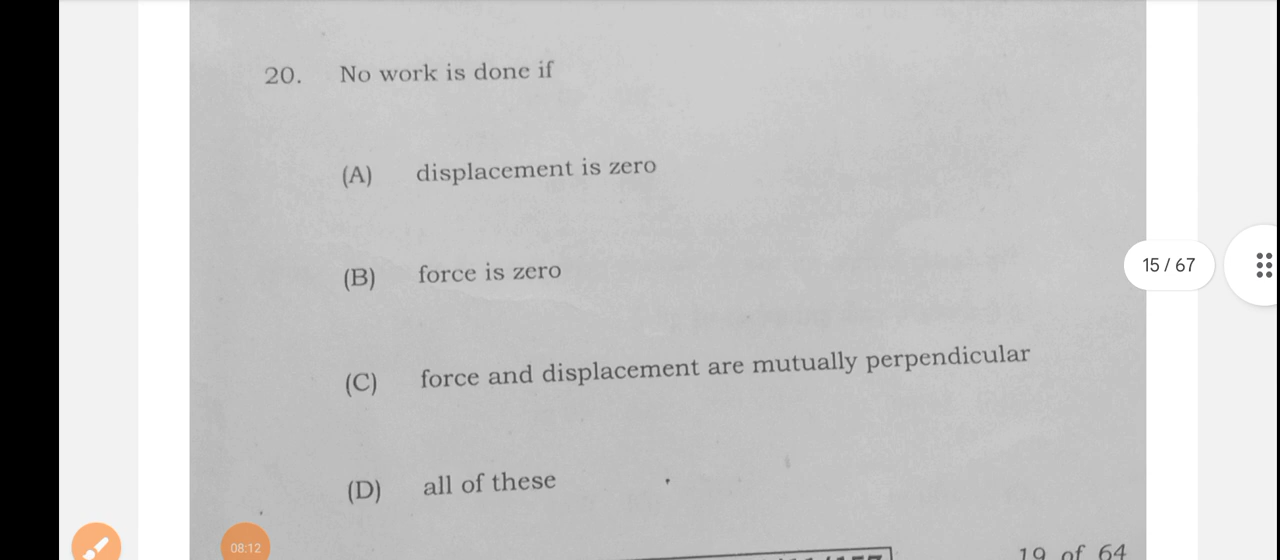 20. No work is done if
(A) displacement is zero
(B) force is zero
15 / 67
(C) force and displacement are mutually perpendicular
(D) all of these
08:12
19 of 64